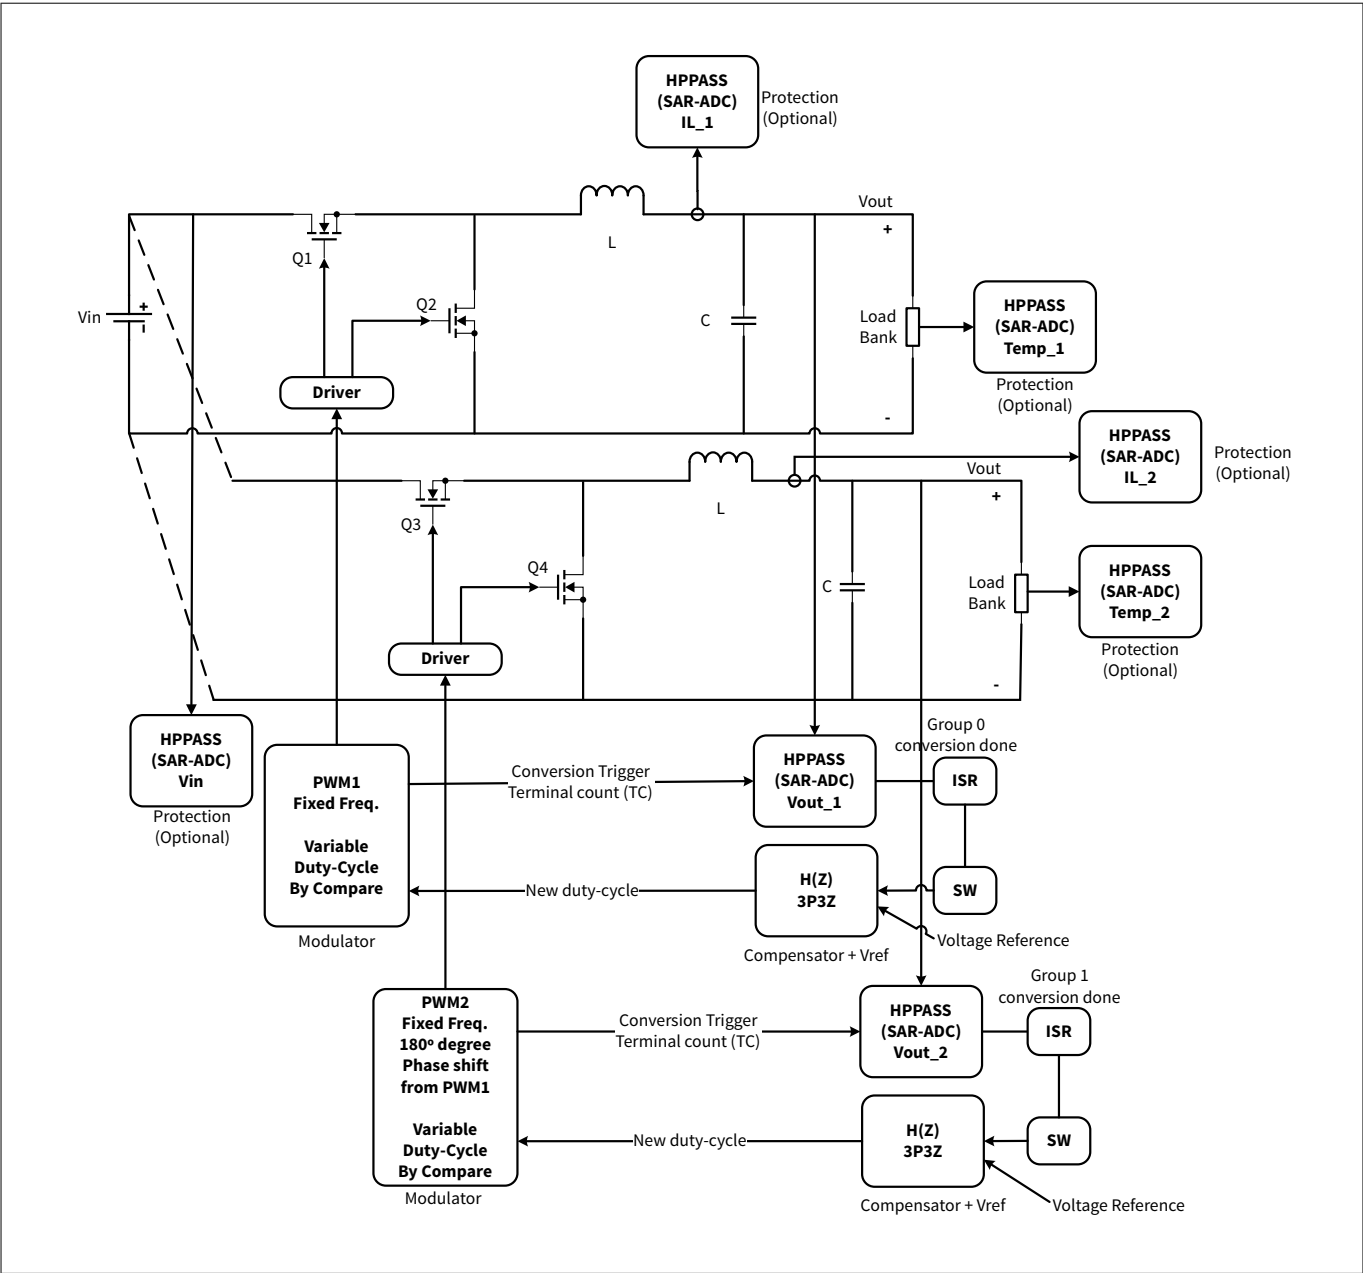 HPPASS
(SAR-ADC)
IL_1
Protection
(Optional)
Vout
+
L
Q1
Q2
Vin
+
C
Load
Bank
HPPASS
(SAR-ADC)
Temp_1
Protection
(Optional)
Driver
-
HPPASS
(SAR-ADC)
IL_2
Protection
(Optional)
Vout
+
L
Q3
Q4
C
Load
Bank
HPPASS
(SAR-ADC)
Temp_2
Protection
(Optional)
Driver
-
HPPASS
(SAR-ADC)
Vin
Protection
(Optional)
PWM1
Fixed Freq.
Variable
Duty-Cycle
By Compare
Modulator
Conversion Trigger
Terminal count (TC)
HPPASS
(SAR-ADC)
Vout_1
Group 0
conversion done
ISR
SW
H(Z)
3P3Z
New duty-cycle
Compensator + Vref
Voltage Reference
PWM2
Fixed Freq.
180º degree
Phase shift
from PWM1
Variable
Duty-Cycle
By Compare
Modulator
Conversion Trigger
Terminal count (TC)
HPPASS
(SAR-ADC)
Vout_2
Group 1
conversion done
ISR
SW
H(Z)
3P3Z
New duty-cycle
Compensator + Vref
Voltage Reference